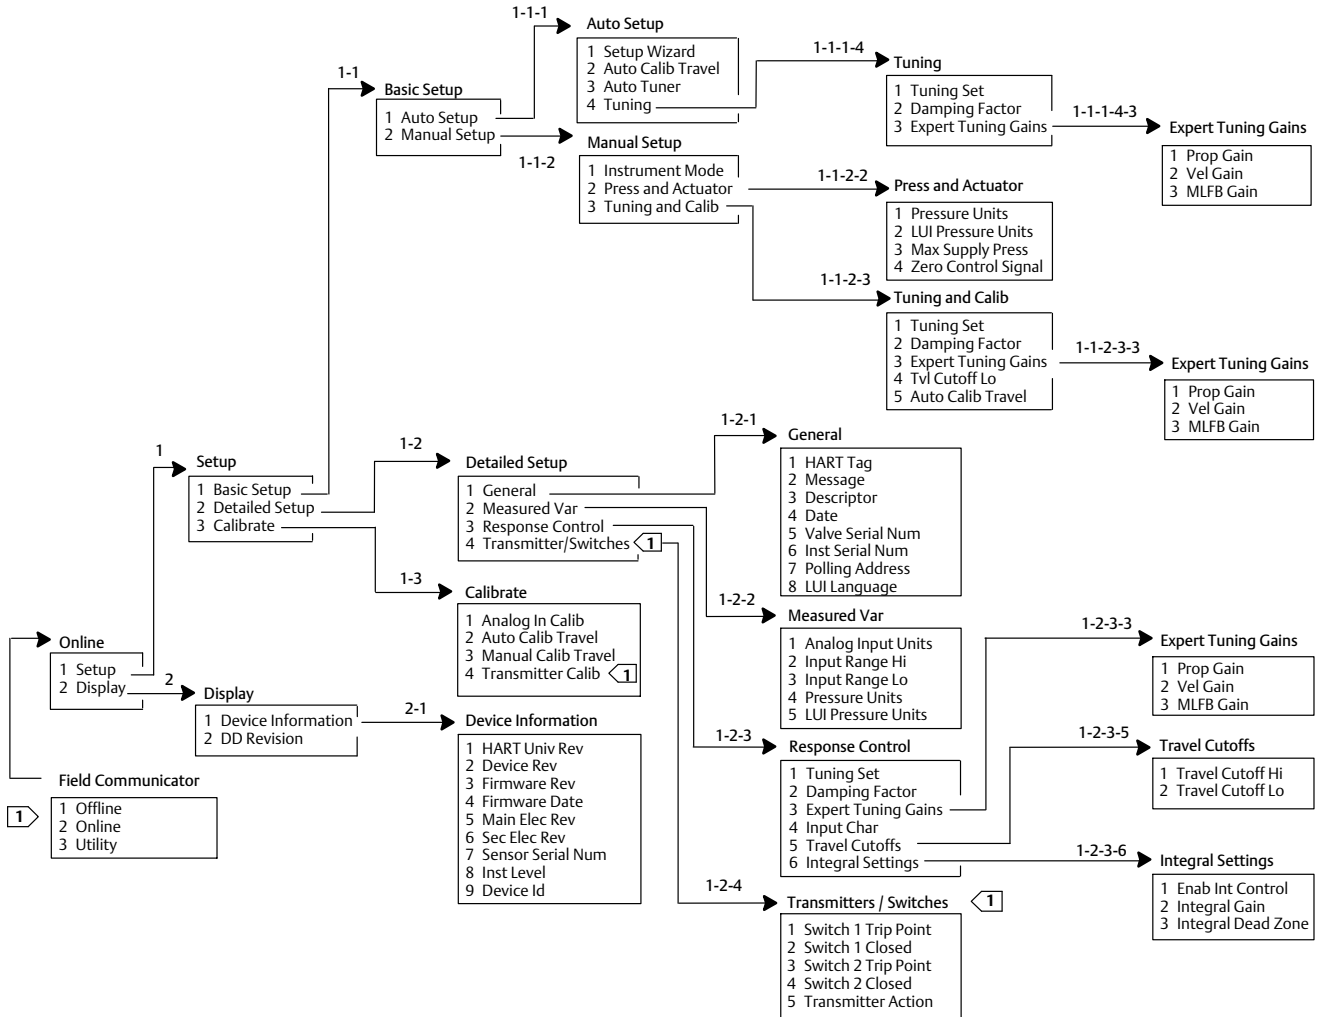 1-1-1
Auto Setup
1 Setup Wizard
2 Auto Calib Travel
3 Auto Tuner
4 Tuning
1-1-1-4
Tuning
1 Tuning Set
2 Damping Factor
3 Expert Tuning Gains
1-1-1-4-3
Expert Tuning Gains
1 Prop Gain
2 Vel Gain
3 MLFB Gain
1-1
Basic Setup
1 Auto Setup
2 Manual Setup
1-1-2
Manual Setup
1 Instrument Mode
2 Press and Actuator
3 Tuning and Calib
1-1-2-2
Press and Actuator
1 Pressure Units
2 LUI Pressure Units
3 Max Supply Press
4 Zero Control Signal
1-1-2-3
Tuning and Calib
1 Tuning Set
2 Damping Factor
3 Expert Tuning Gains
4 Tvl Cutoff Lo
5 Auto Calib Travel
1-1-2-3-3
Expert Tuning Gains
1 Prop Gain
2 Vel Gain
3 MLFB Gain
1
Setup
1 Basic Setup
2 Detailed Setup
3 Calibrate
1-2
Detailed Setup
1 General
2 Measured Var
3 Response Control
4 Transmitter/Switches 1
1-2-1
General
1 HART Tag
2 Message
3 Descriptor
4 Date
5 Valve Serial Num
6 Inst Serial Num
7 Polling Address
8 LUI Language
1-3
Calibrate
1 Analog In Calib
2 Auto Calib Travel
3 Manual Calib Travel
4 Transmitter Calib 1
1-2-2
Measured Var
1 Analog Input Units
2 Input Range Hi
3 Input Range Lo
4 Pressure Units
5 LUI Pressure Units
1-2-3-3
Expert Tuning Gains
1 Prop Gain
2 Vel Gain
3 MLFB Gain
Online
1 Setup
2 Display
2
Display
1 Device Information
2 DD Revision
2-1
Device Information
1 HART Univ Rev
2 Device Rev
3 Firmware Rev
4 Firmware Date
5 Main Elec Rev
6 Sec Elec Rev
7 Sensor Serial Num
8 Inst Level
9 Device Id
1-2-3
Response Control
1 Tuning Set
2 Damping Factor
3 Expert Tuning Gains
4 Input Char
5 Travel Cutoffs
6 Integral Settings
1-2-3-5
Travel Cutoffs
1 Travel Cutoff Hi
2 Travel Cutoff Lo
1-2-3-6
Integral Settings
1 Enab Int Control
2 Integral Gain
3 Integral Dead Zone
Field Communicator
1
1 Offline
2 Online
3 Utility
1-2-4
Transmitters / Switches 1
1 Switch 1 Trip Point
2 Switch 1 Closed
3 Switch 2 Trip Point
4 Switch 2 Closed
5 Transmitter Action